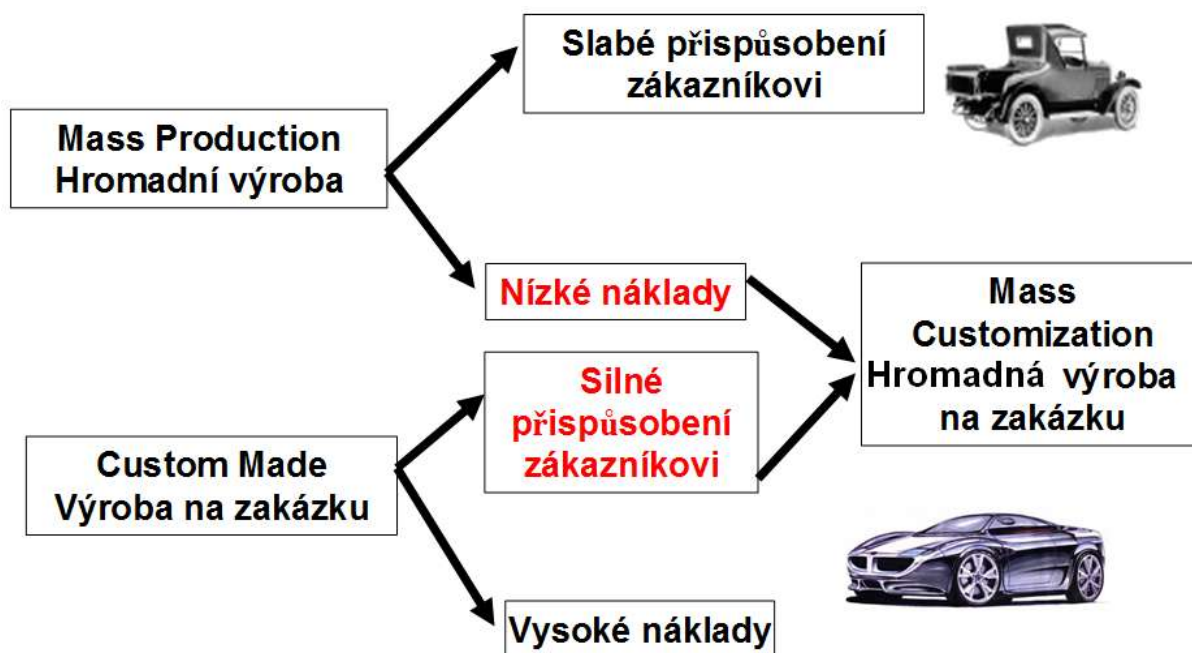 Slabé přispůsobení
zákazníkovi
Mass Production
Hromadní výroba
Nízké náklady
Mass
Customization
Hromadná výroba
na zakázku
Silné
přispůsobení
zákazníkovi
Custom Made
Výroba na zakázku
Vysoké náklady